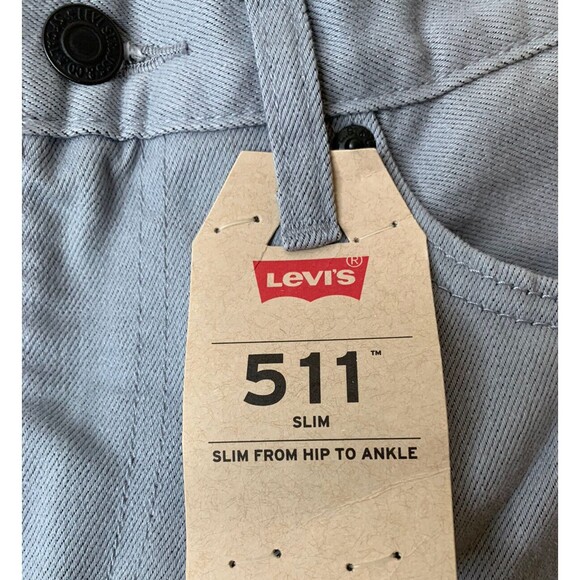 LEVI'S®
511™
SLIM
SLIM FROM HIP TO ANKLE